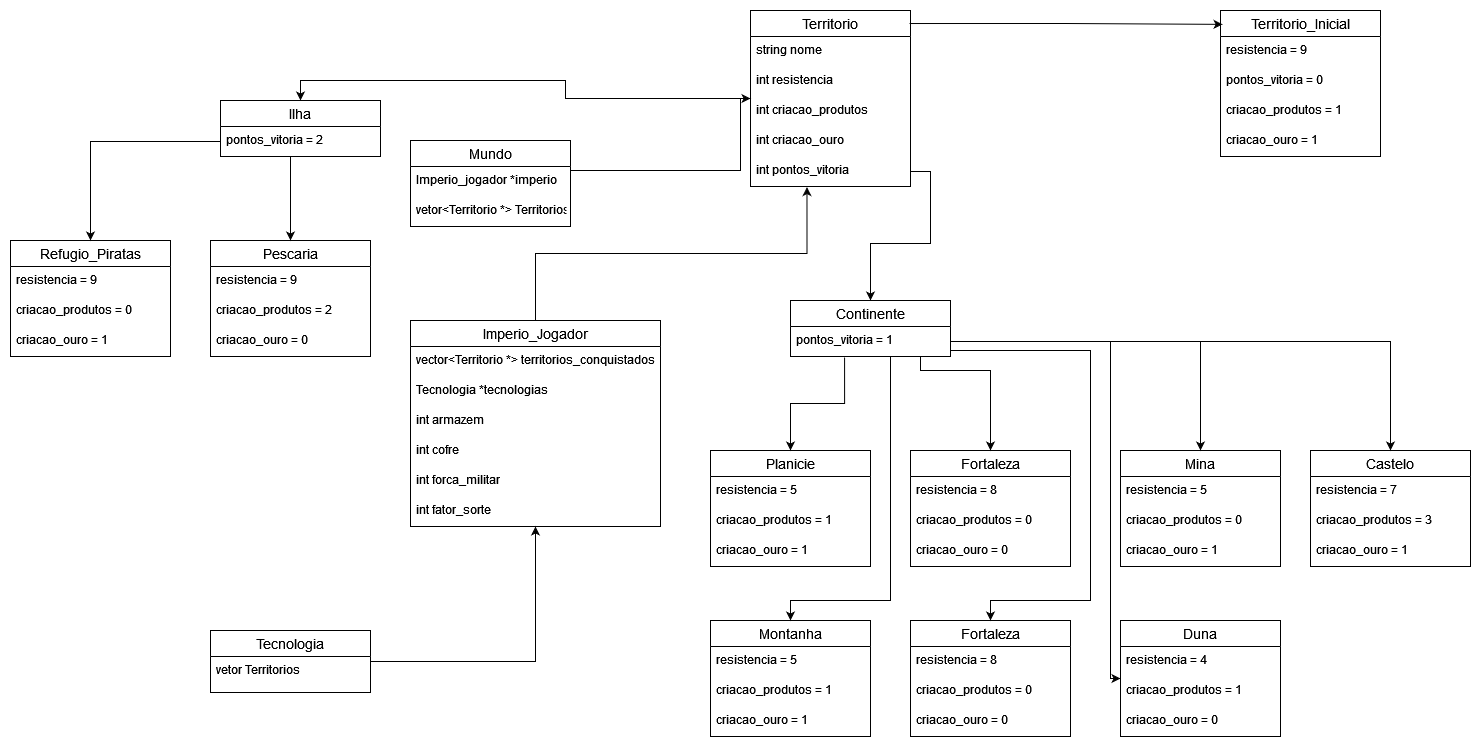 Territorio
string nome
int resistencia
int criacao_produtos
int criacao_ouro
int pontos_vitoria
Territorio_Inicial
resistencia = 9
pontos_vitoria = 0
criacao_produtos = 1
criacao_ouro = 1
Ilha
pontos_vitoria = 2
Mundo
Imperio_jogador *imperio
vetor<Territorio *> Territorios
Refugio_Piratas
resistencia = 9
criacao_produtos = 0
criacao_ouro = 1
Pescaria
resistencia = 9
criacao_produtos = 2
criacao_ouro = 0
Imperio_Jogador
vector<Territorio *> territorios_conquistados
Tecnologia *tecnologias
int armazem
int cofre
int forca_militar
int fator_sorte
Continente
pontos_vitoria = 1
Planicie
resistencia = 5
criacao_produtos = 1
criacao_ouro = 1
Fortaleza
resistencia = 8
criacao_produtos = 0
criacao_ouro = 0
Mina
resistencia = 5
criacao_produtos = 0
criacao_ouro = 1
Castelo
resistencia = 7
criacao_produtos = 3
criacao_ouro = 1
Tecnologia
vetor Territorios
Montanha
resistencia = 5
criacao_produtos = 1
criacao_ouro = 1
Fortaleza
resistencia = 8
criacao_produtos = 0
criacao_ouro = 0
Duna
resistencia = 4
criacao_produtos = 1
criacao_ouro = 0